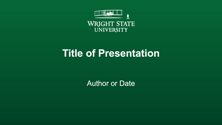 WRIGHT STATE
UNIVERSITY
Title of Presentation
Author or Date